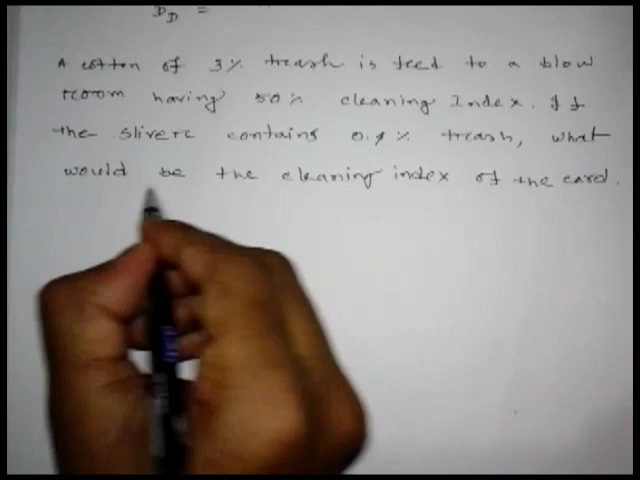 D_D =
A cotton of 3% trash is feed to a blow
room having 50% cleaning Index. If
the sliver contains 0.1% trash, what
would be the cleaning index of the card.